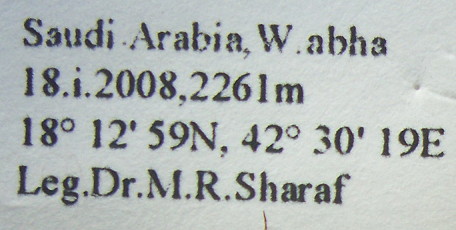 Saudi Arabia, W.abha
18.i.2008,2261m
18° 12' 59N, 42° 30' 19E
Leg.Dr.M.R.Sharaf